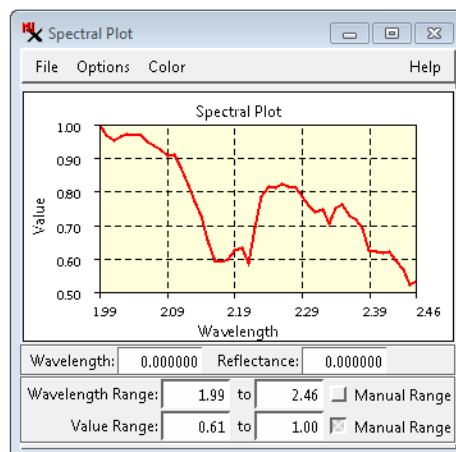 Spectral Plot
File Options Color Help
Spectral Plot
1.00
0.90
0.80
0.70
0.60
0.50
Value
1.99 2.09 2.19 2.29 2.39 2.46
Wavelength
Wavelength: 0.000000 Reflectance: 0.000000
Wavelength Range: 1.99 to 2.46 Manual Range
Value Range: 0.61 to 1.00 Manual Range